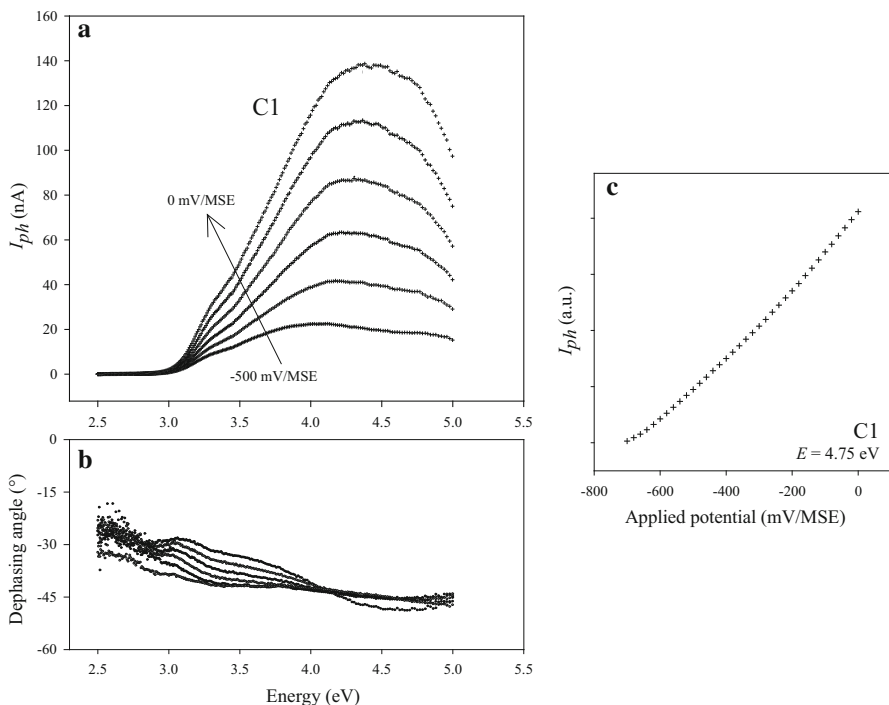 a
160
140
120
100
80
60
40
20
0
I_ph (nA)
C1
0 mV/MSE
-500 mV/MSE
2.5 3.0 3.5 4.0 4.5 5.0 5.5
b
0
-15
-30
-45
-60
Dephasing angle (°)
2.5 3.0 3.5 4.0 4.5 5.0 5.5
Energy (eV)
c
I_ph (a.u.)
C1
E = 4.75 eV
-800 -600 -400 -200 0
Applied potential (mV/MSE)